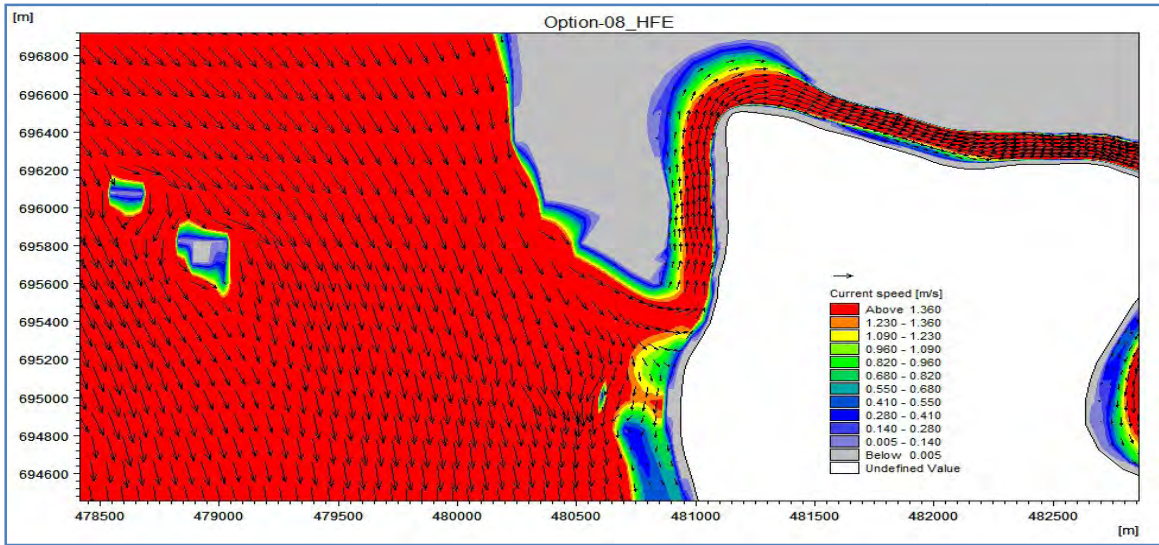 [m]
Option-08_HFE
696800
696600
696400
696200
696000
695800
695600
695400
695200
695000
694800
694600
Current speed [m/s]
Above 1.360
1.230 - 1.360
1.090 - 1.230
0.960 - 1.090
0.820 - 0.960
0.680 - 0.820
0.550 - 0.680
0.410 - 0.550
0.280 - 0.410
0.140 - 0.280
0.005 - 0.140
Below 0.005
Undefined Value
478500 479000 479500 480000 480500 481000 481500 482000 482500
[m]